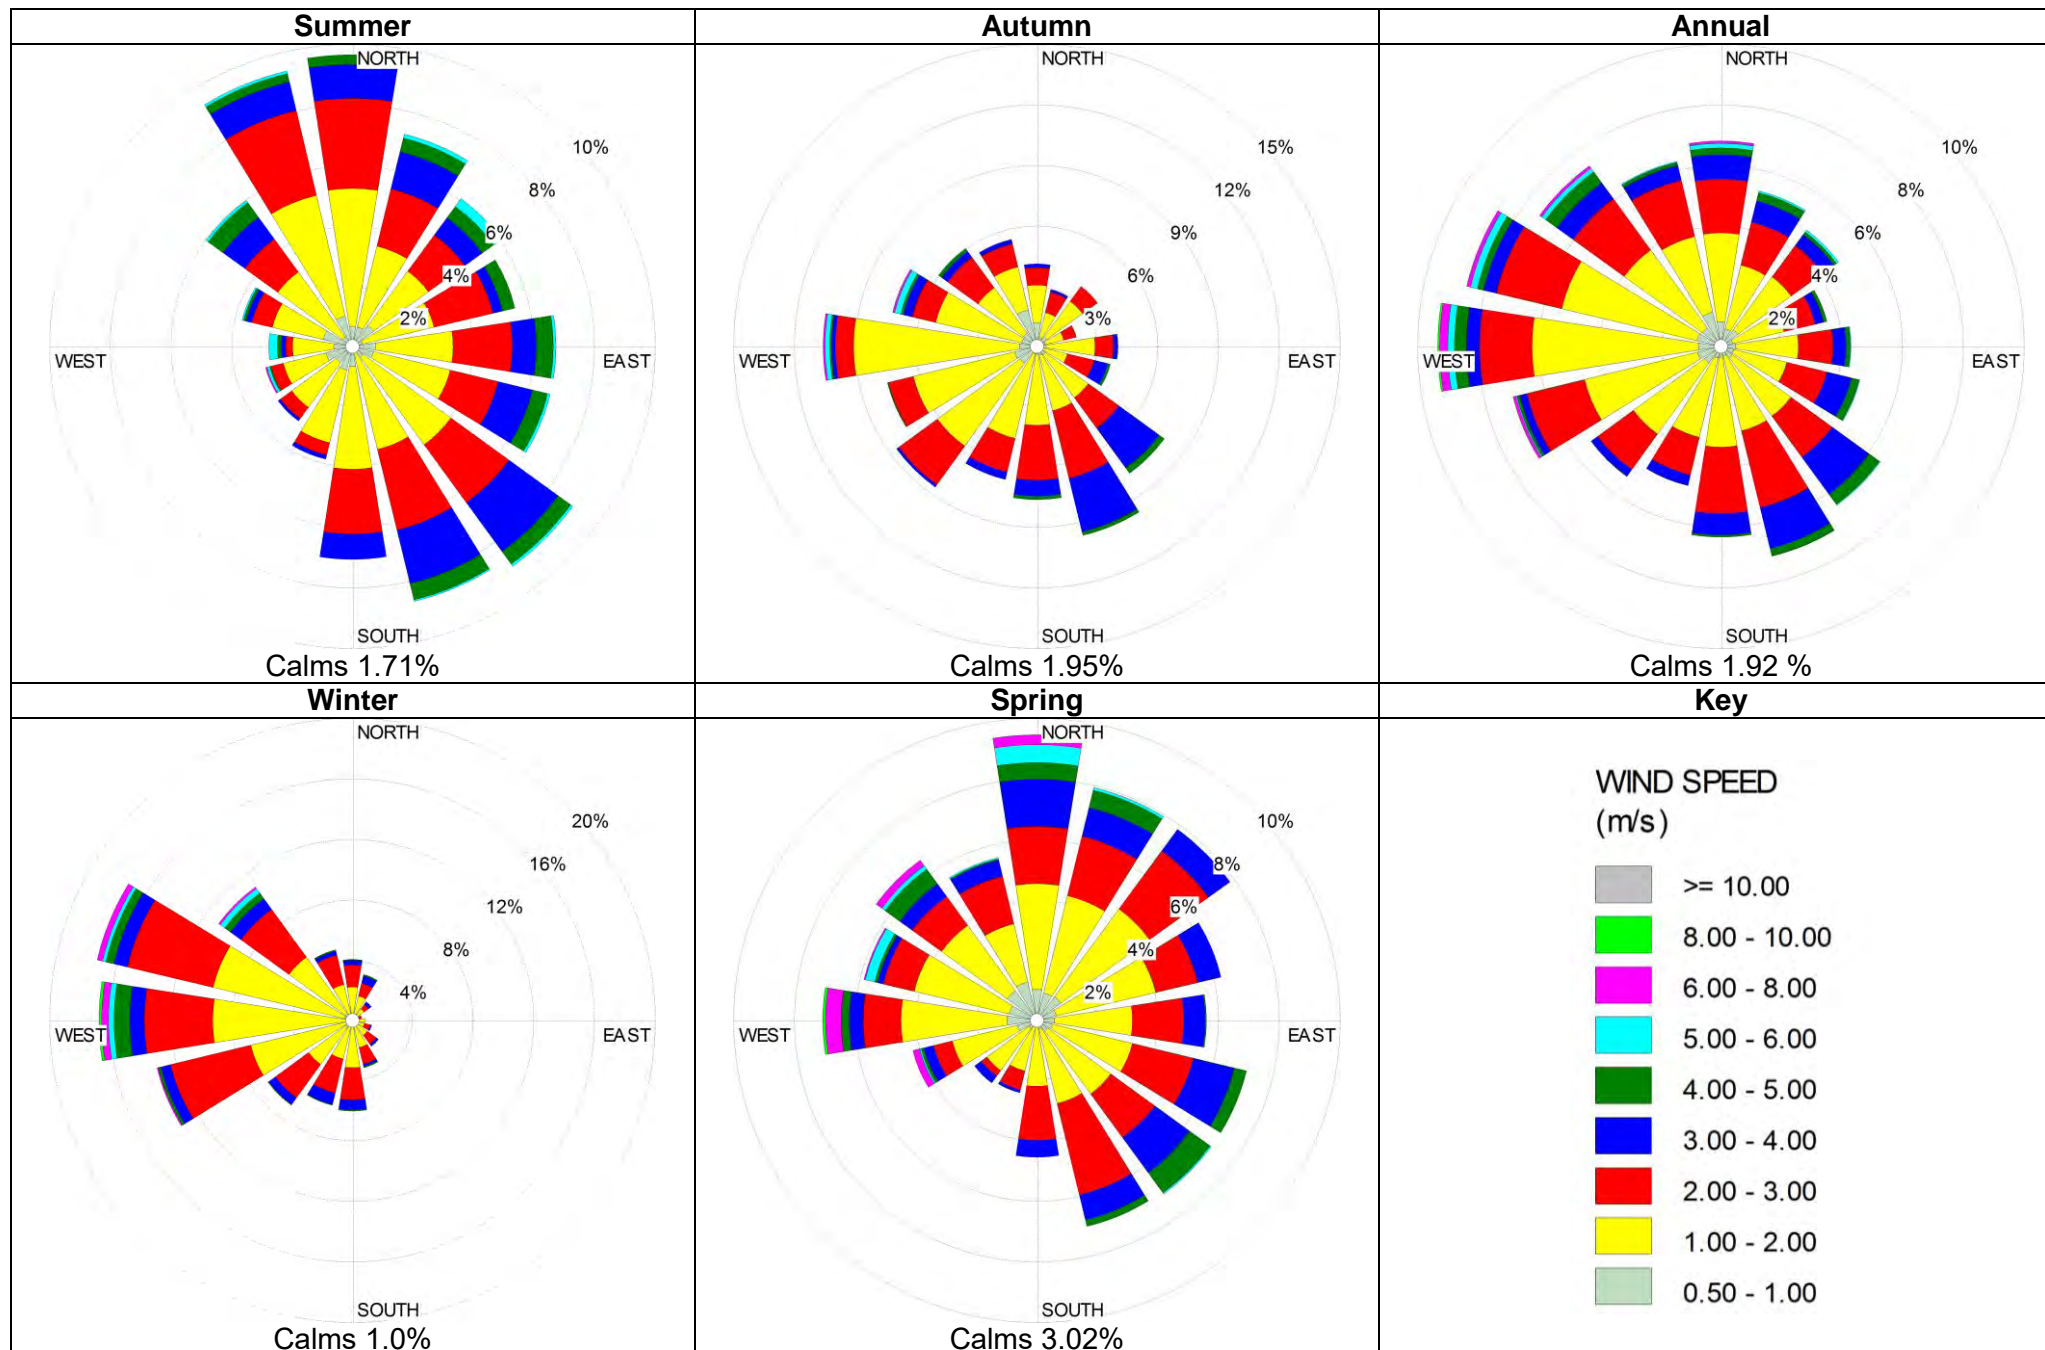 Summer
Autumn
Annual
NORTH
10%
8%
6%
4%
2%
WEST
EAST
SOUTH
Calms 1.71%
NORTH
15%
12%
9%
6%
3%
WEST
EAST
SOUTH
Calms 1.95%
NORTH
10%
8%
6%
4%
2%
WEST
EAST
SOUTH
Calms 1.92 %
Winter
Spring
Key
NORTH
20%
16%
12%
8%
4%
WEST
EAST
SOUTH
Calms 1.0%
NORTH
10%
8%
6%
4%
2%
WEST
EAST
SOUTH
Calms 3.02%
WIND SPEED
(m/s)
>= 10.00
8.00 - 10.00
6.00 - 8.00
5.00 - 6.00
4.00 - 5.00
3.00 - 4.00
2.00 - 3.00
1.00 - 2.00
0.50 - 1.00